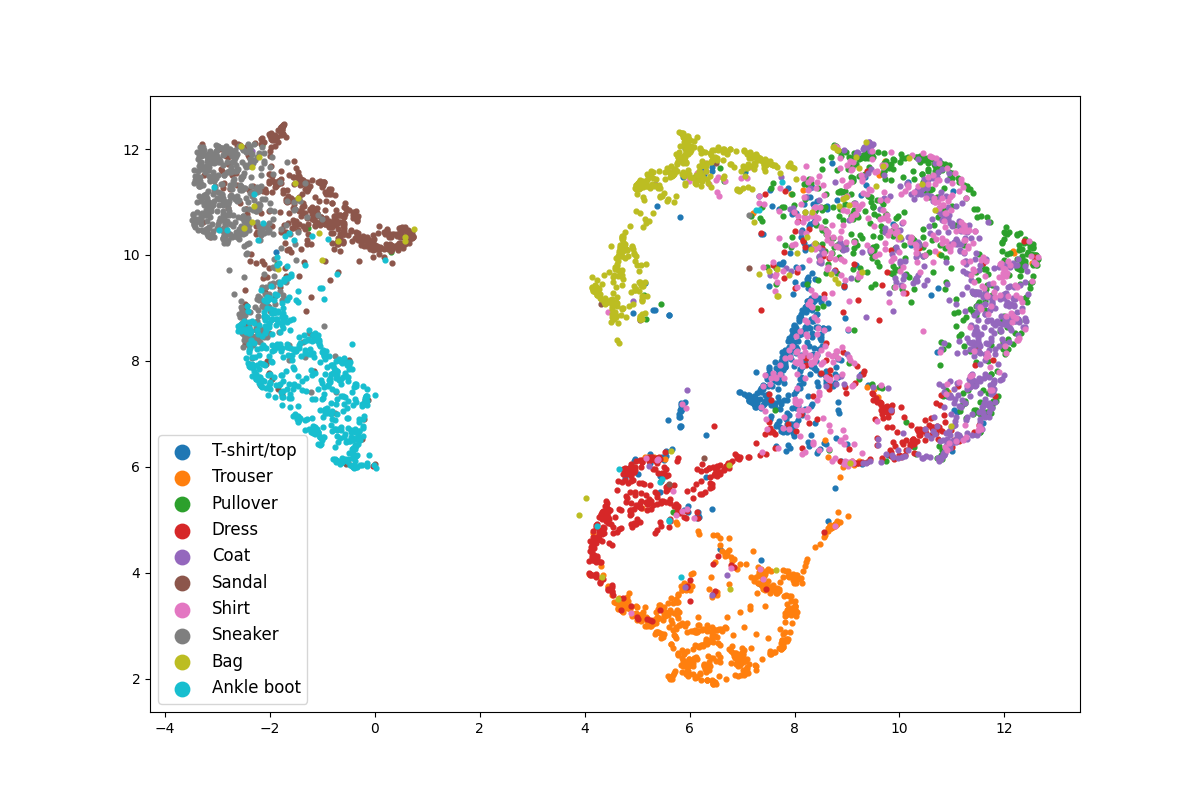 12
10
8
6
4
2
T-shirt/top
Trouser
Pullover
Dress
Coat
Sandal
Shirt
Sneaker
Bag
Ankle boot
−4 −2 0 2 4 6 8 10 12